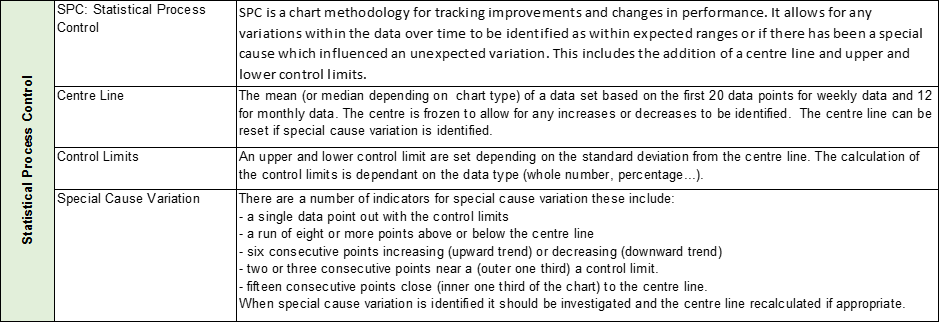 Statistical Process Control
SPC: Statistical Process
Control
SPC is a chart methodology for tracking improvements and changes in performance. It allows for any
variations within the data over time to be identified as within expected ranges or if there has been a special
cause which influenced an unexpected variation. This includes the addition of a centre line and upper and
lower control limits.
Centre Line
The mean (or median depending on  chart type) of a data set based on the first 20 data points for weekly data and 12
for monthly data. The centre is frozen to allow for any increases or decreases to be identified.  The centre line can be
reset if special cause variation is identified.
Control Limits
An upper and lower control limit are set depending on the standard deviation from the centre line. The calculation of
the control limits is dependant on the data type (whole number, percentage…).
Special Cause Variation
There are a number of indicators for special cause variation these include:
- a single data point out with the control limits
- a run of eight or more points above or below the centre line
- six consecutive points increasing (upward trend) or decreasing (downward trend)
- two or three consecutive points near a (outer one third) a control limit.
- fifteen consecutive points close (inner one third of the chart) to the centre line.
When special cause variation is identified it should be investigated and the centre line recalculated if appropriate.